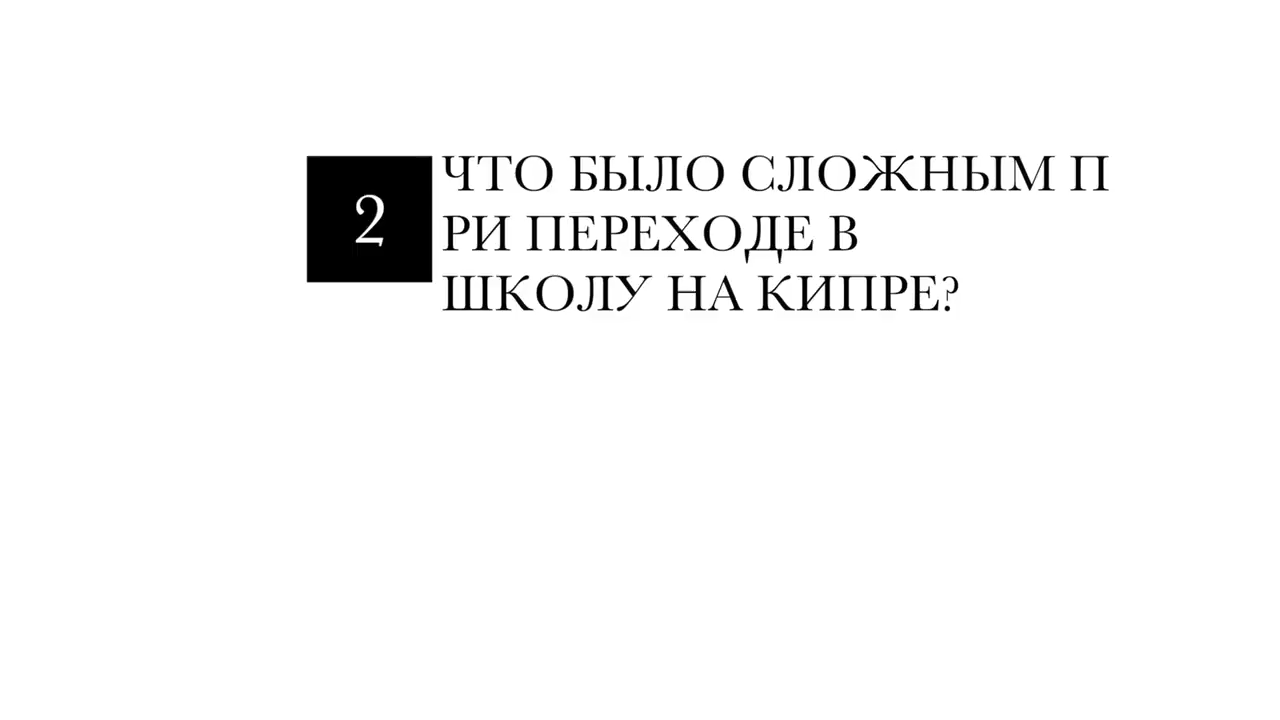 2
ЧТО БЫЛО СЛОЖНЫМ П
РИ ПЕРЕХОДЕ В
ШКОЛУ НА КИПРЕ?